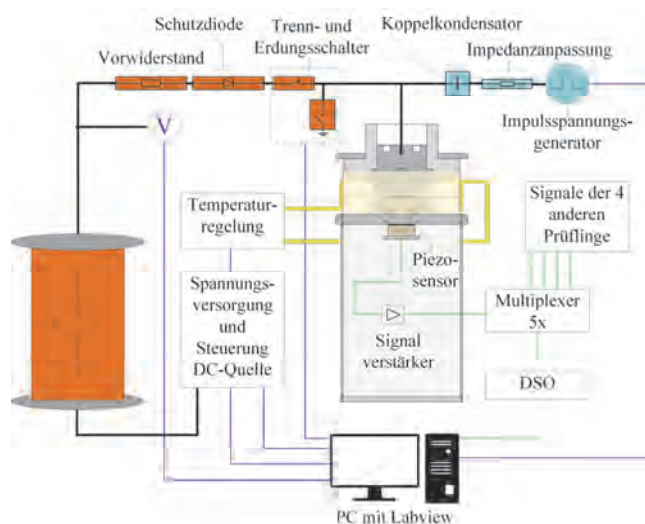 Schutzdiode
Trenn- und
Erdungsschalter
Koppelkondensator
Vorwiderstand
Impedanzanpassung
V
Impulsspannungs-
generator
Temperatur-
regelung
Signale der 4
anderen
Prüflinge
Piezo-
sensor
Spannungs-
versorgung
und
Steuerung
DC-Quelle
Multiplexer
5x
Signal
verstärker
DSO
PC mit Labview